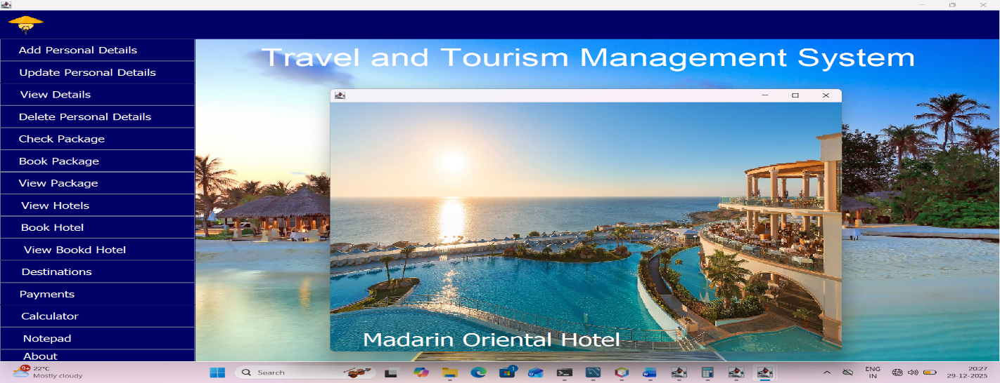 Travel and Tourism Management System
Add Personal Details
Update Personal Details
View Details
Delete Personal Details
Check Package
Book Package
View Package
View Hotels
Book Hotel
View Bookd Hotel
Destinations
Payments
Calculator
Notepad
About
Madarin Oriental Hotel
9+
22°C
Mostly cloudy
Search
1
ENG
IN
20:27
29-12-2025